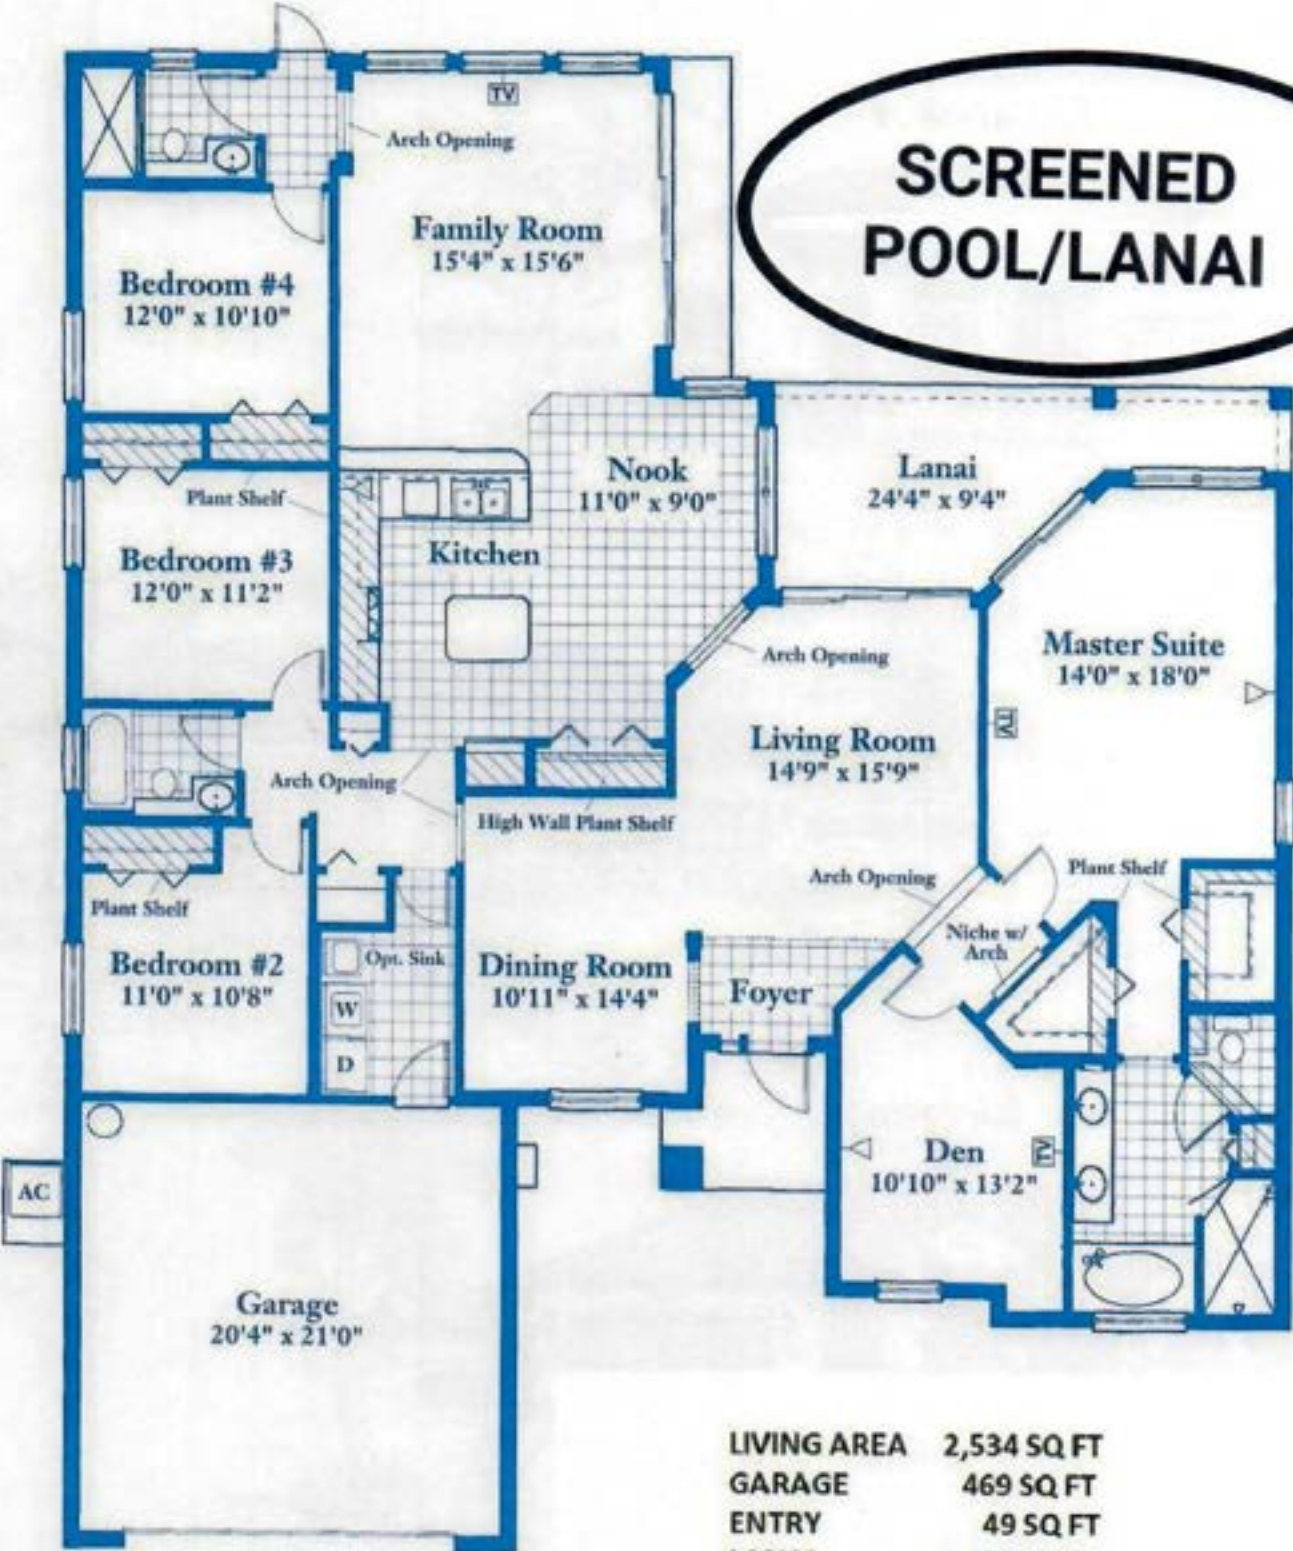 SCREENED
POOL/LANAI
TV
Arch Opening
Family Room
15'4" x 15'6"
Bedroom #4
12'0" x 10'10"
Nook
11'0" x 9'0"
Lanai
24'4" x 9'4"
Plant Shelf
Kitchen
Bedroom #3
12'0" x 11'2"
Arch Opening
Master Suite
14'0" x 18'0"
TV
Living Room
14'9" x 15'9"
Arch Opening
High Wall Plant Shelf
Arch Opening
Plant Shelf
Plant Shelf
Niche w/
Arch
Bedroom #2
11'0" x 10'8"
Opt. Sink
Dining Room
10'11" x 14'4"
Foyer
W
D
Den
10'10" x 13'2"
TV
AC
Garage
20'4" x 21'0"
LIVING AREA 2,534 SQ FT
GARAGE 469 SQ FT
ENTRY 49 SQ FT